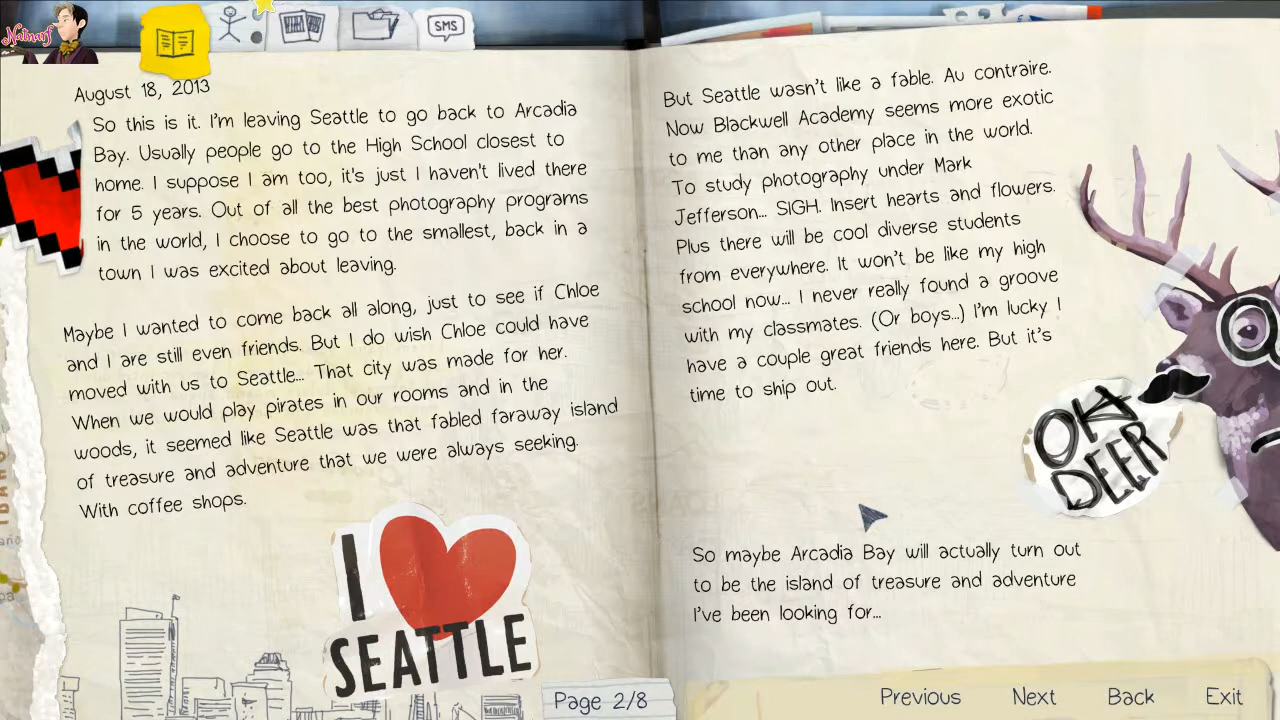 Natnarf
SMS
August 18, 2013
So this is it. I'm leaving Seattle to go back to Arcadia
Bay. Usually people go to the High School closest to
home. I suppose I am too, it's just I haven't lived there
for 5 years. Out of all the best photography programs
in the world, I choose to go to the smallest, back in a
town I was excited about leaving.
Maybe I wanted to come back all along, just to see if Chloe
and I are still even friends. But I do wish Chloe could have
moved with us to Seattle... That city was made for her.
When we would play pirates in our rooms and in the
woods, it seemed like Seattle was that fabled faraway island
of treasure and adventure that we were always seeking.
With coffee shops.
I
SEATTLE
But Seattle wasn't like a fable. Au contraire.
Now Blackwell Academy seems more exotic
to me than any other place in the world.
To study photography under Mark
Jefferson... SIGH. Insert hearts and flowers.
Plus there will be cool diverse students
from everywhere. It won't be like my high
school now... I never really found a groove
with my classmates. (Or boys...) I'm lucky I
have a couple great friends here. But it's
time to ship out.
OH
DEER
So maybe Arcadia Bay will actually turn out
to be the island of treasure and adventure
I've been looking for...
Page 2/8
Previous Next Back Exit